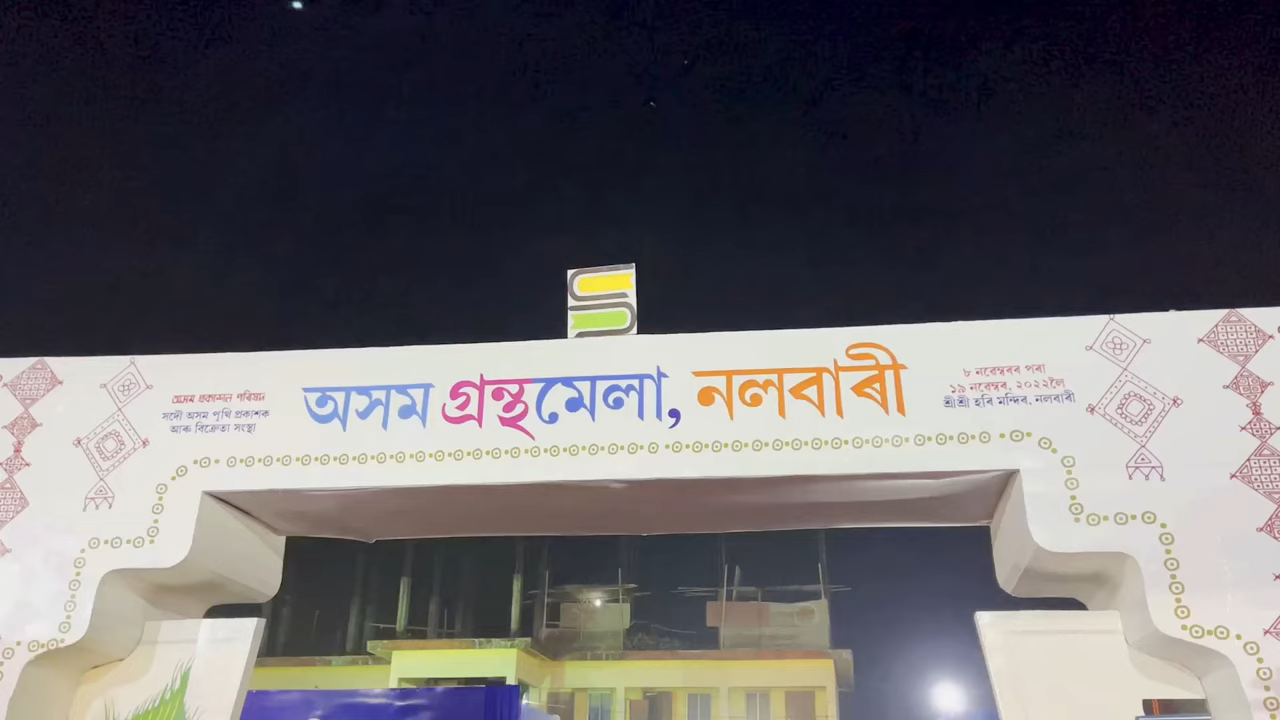 অসম প্ৰকাশন পৰিষদ
সদৌ অসম পুথি প্ৰকাশক
আৰু বিক্ৰেতা সংস্থা
অসম গ্ৰন্থমেলা, নলবাৰী
৮ নৱেম্বৰৰ পৰা
১৯ নৱেম্বৰ, ২০২২লৈ
শ্ৰীশ্ৰী হৰি মন্দিৰ, নলবাৰী